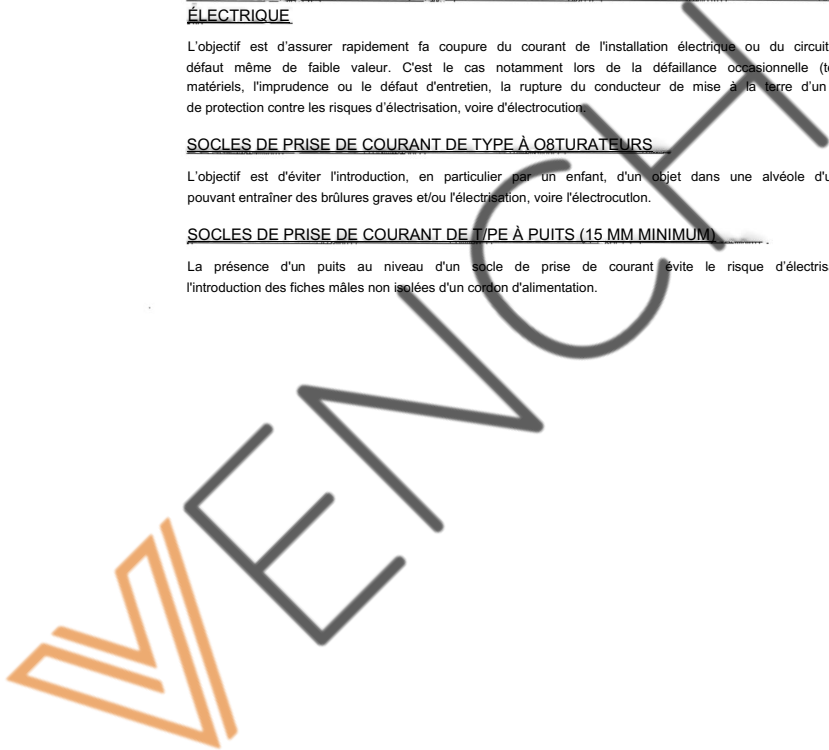 ÉLECTRIQUE
L'objectif est d'assurer rapidement fa coupure du courant de l'installation électrique ou du circuit
défaut même de faible valeur. C'est le cas notamment lors de la défaillance occasionnelle
matériels, l'imprudence ou le défaut d'entretien, la rupture du conducteur de mise à la terre d'un
de protection contre les risques d'électrisation, voire d'électrocution.
SOCLES DE PRISE DE COURANT DE TYPE À O8TURATEURS
L'objectif est d'éviter l'introduction, en particulier par un enfant, d'un objet dans une alvéole
pouvant entraîner des brûlures graves et/ou l'électrisation, voire l'électrocutlon.
SOCLES DE PRISE DE COURANT DE T/PE À PUITS (15 MM MINIMUM)
La présence d'un puits au niveau d'un socle de prise de courant évite le risque
l'introduction des fiches mâles non isolées d'un cordon d'alimentation.
VENCH